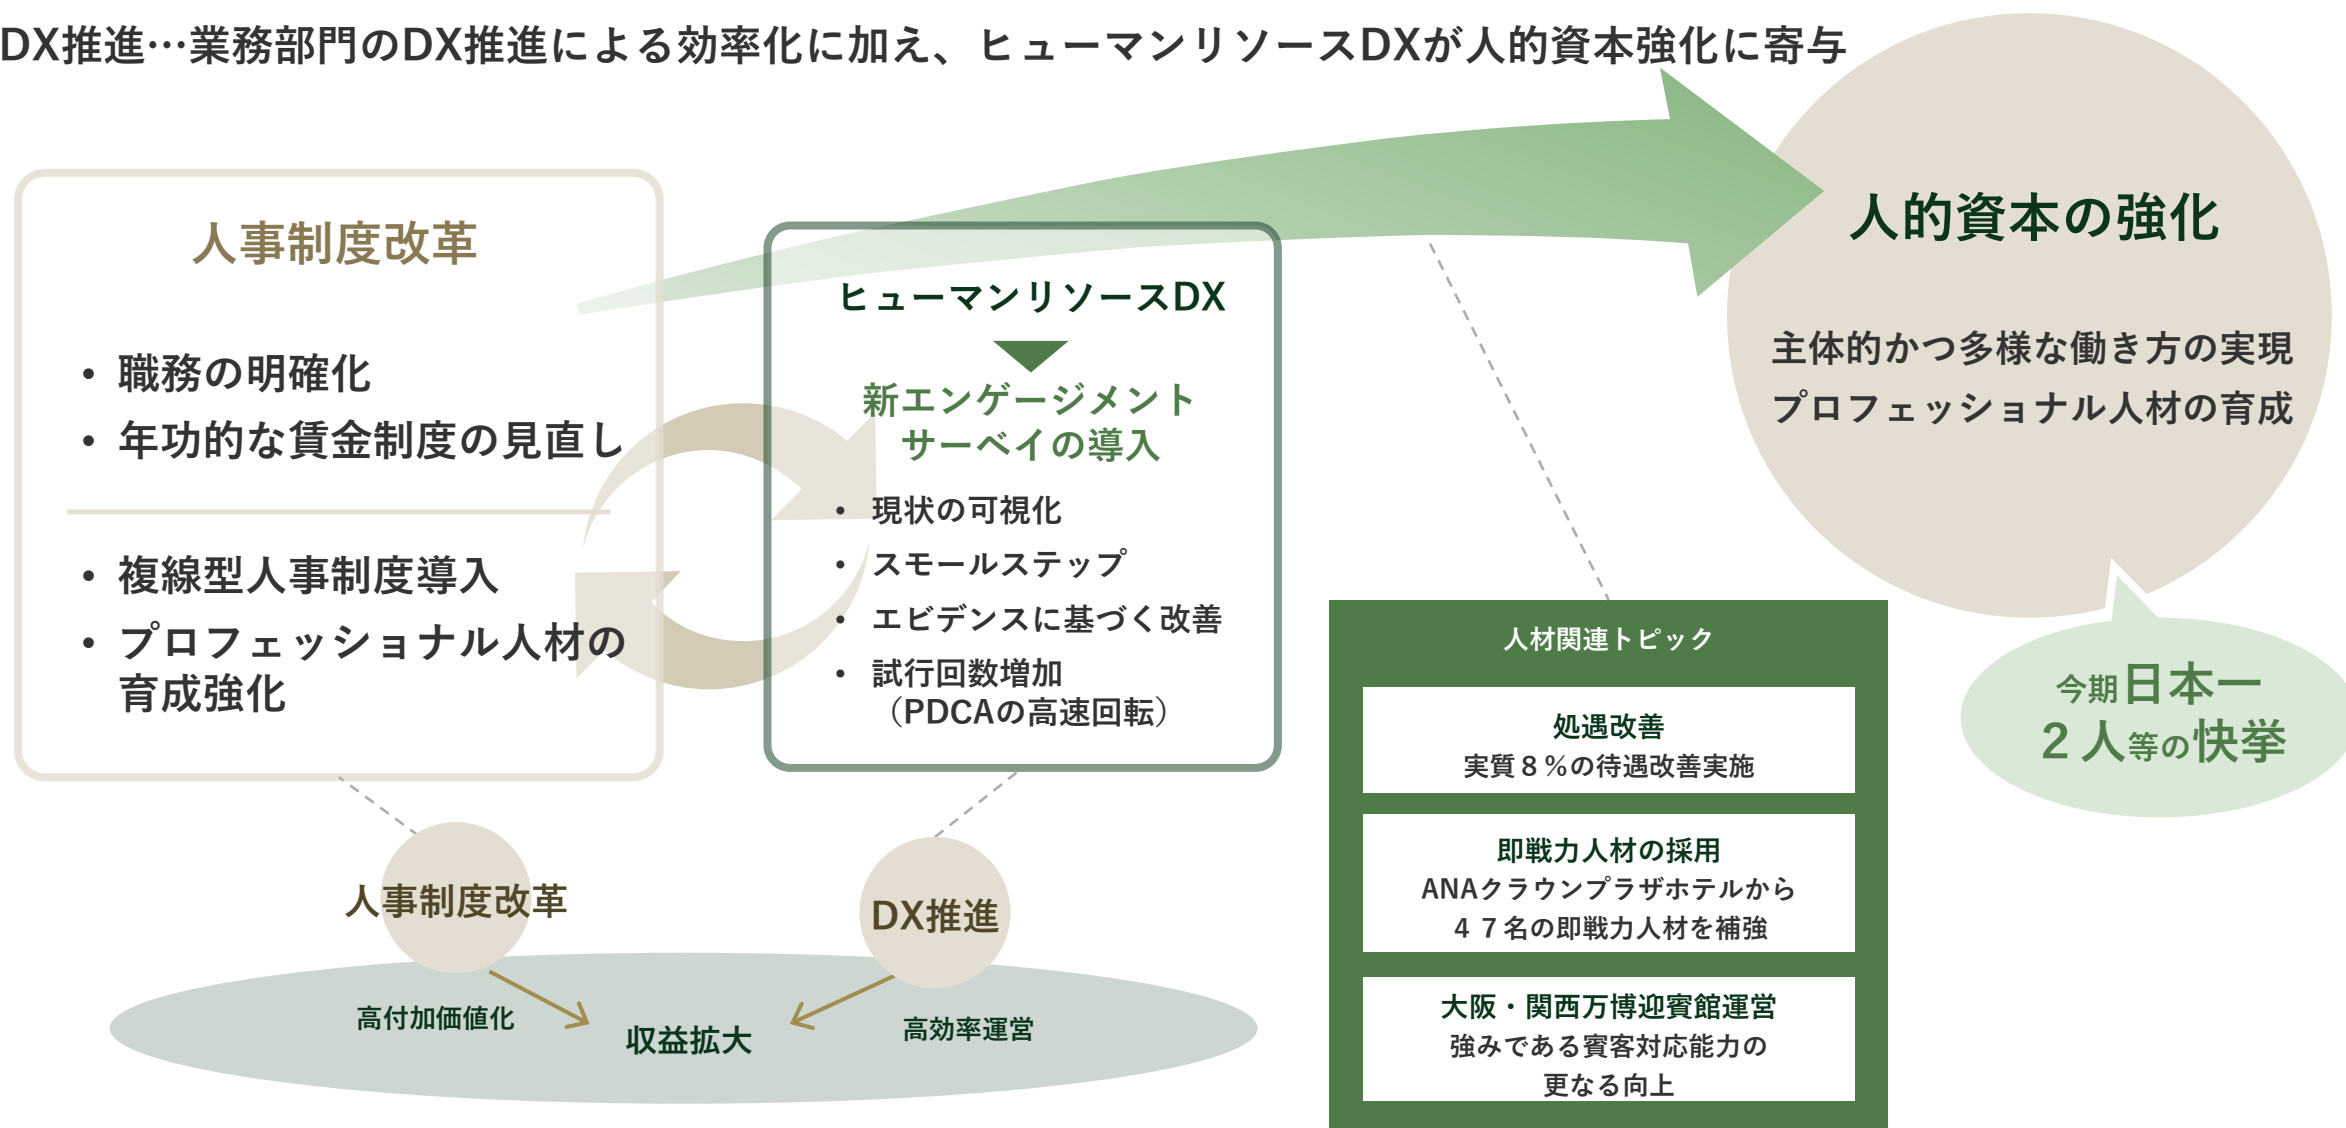 DX推進…業務部門のDX推進による効率化に加え、ヒューマンリソースDXが人的資本強化に寄与
人事制度改革
• 職務の明確化
• 年功的な賃金制度の見直し
• 複線型人事制度導入
• プロフェッショナル人材の
育成強化
ヒューマンリソースDX
新エンゲージメント
サーベイの導入
• 現状の可視化
• スモールステップ
• エビデンスに基づく改善
• 試行回数増加
（PDCAの高速回転）
人的資本の強化
主体的かつ多様な働き方の実現
プロフェッショナル人材の育成
今期日本一
２人等の快挙
人材関連トピック
処遇改善
実質８％の待遇改善実施
即戦力人材の採用
ANAクラウンプラザホテルから
４７名の即戦力人材を補強
大阪・関西万博迎賓館運営
強みである賓客対応能力の
更なる向上
人事制度改革
DX推進
高付加価値化
収益拡大
高効率運営